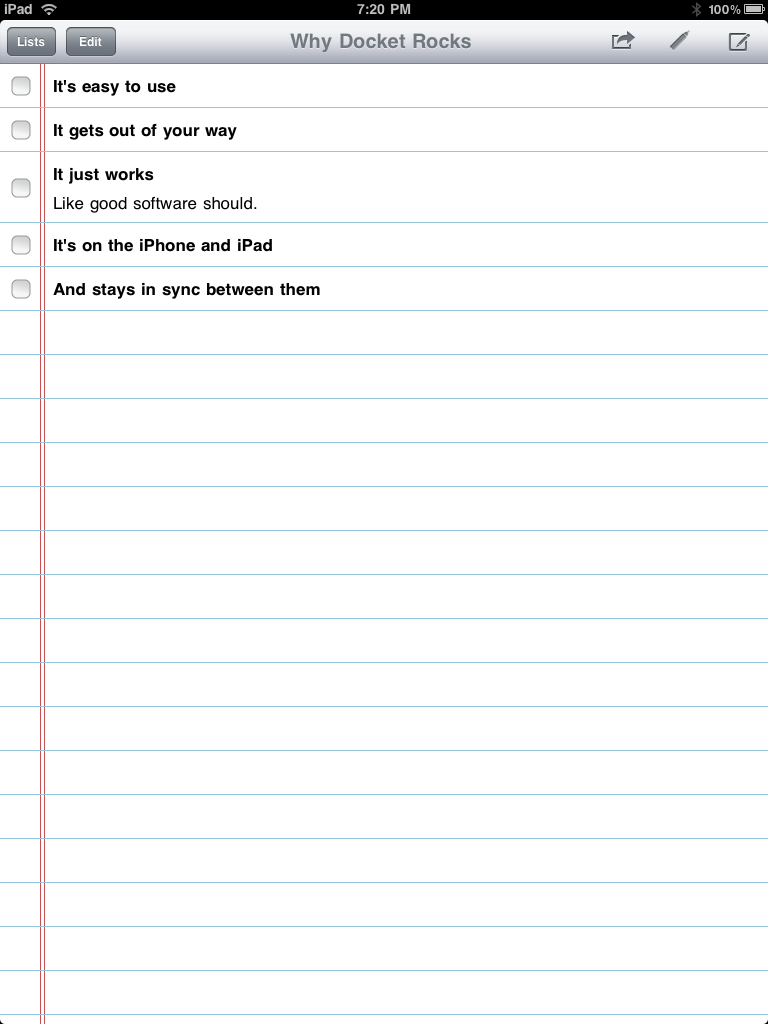 iPad 7:20 PM 100%
Lists Edit Why Docket Rocks
It's easy to use
It gets out of your way
It just works
Like good software should.
It's on the iPhone and iPad
And stays in sync between them